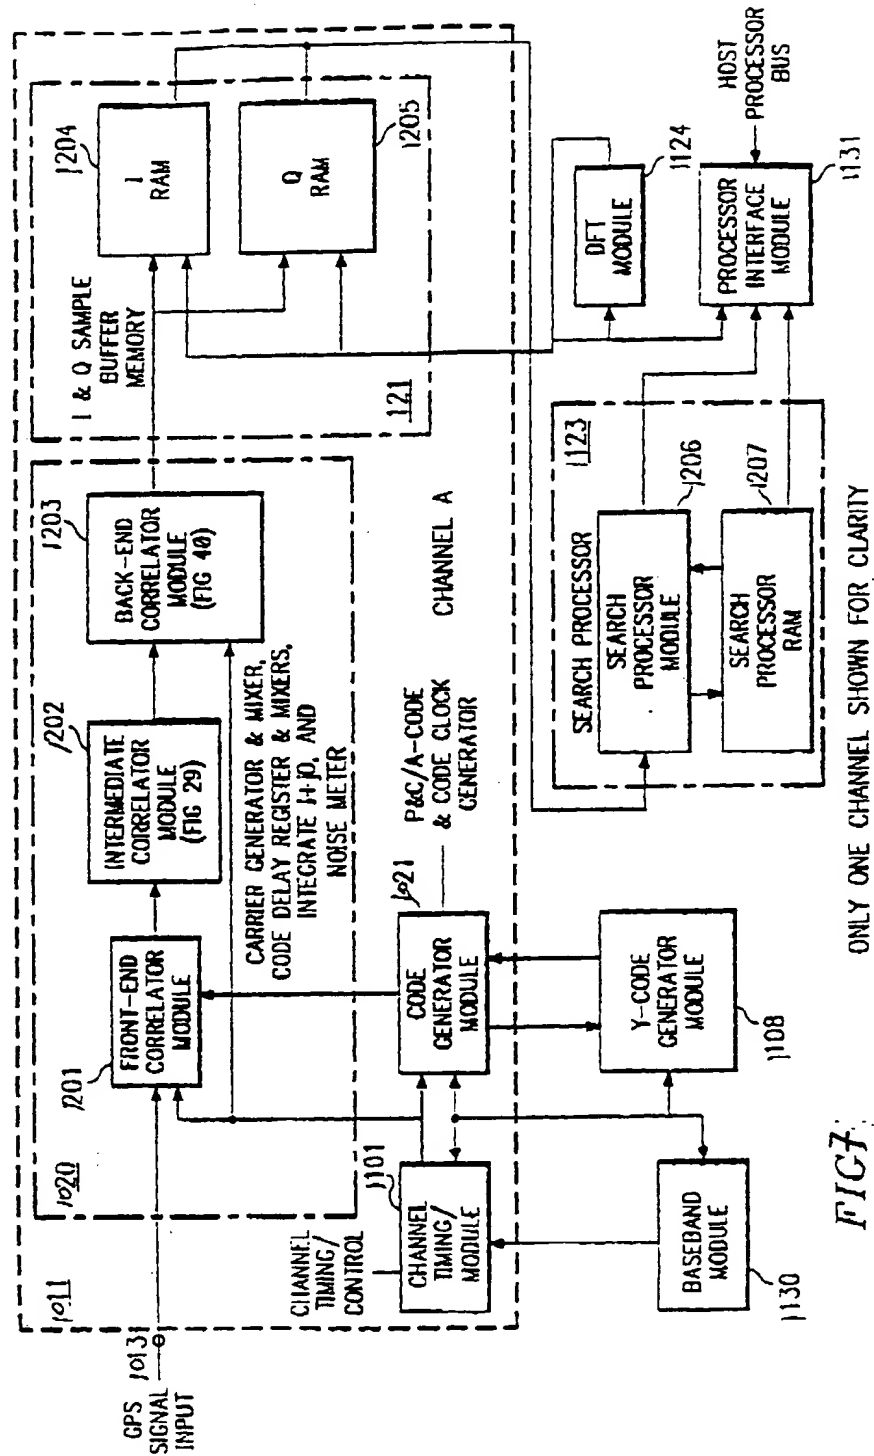 GPS
SIGNAL
INPUT
1013
1011
1020
1201
FRONT-END
CORRELATOR
MODULE
1202
INTERMEDIATE
CORRELATOR
MODULE
(FIG 29)
1203
BACK-END
CORRELATOR
MODULE
(FIG 40)
CARRIER GENERATOR & MIXER,
CODE DELAY REGISTER & MIXERS,
INTEGRATE I+jQ, AND
NOISE METER
I & Q SAMPLE
BUFFER
MEMORY
121
1204
I
RAM
Q
RAM
1205
CHANNEL
TIMING/
CONTROL
1101
CHANNEL
TIMING/
MODULE
1021
CODE
GENERATOR
MODULE
P&C/A-CODE
& CODE CLOCK
GENERATOR
CHANNEL A
BASEBAND
MODULE
1130
Y-CODE
GENERATOR
MODULE
1108
SEARCH PROCESSOR
1123
SEARCH
PROCESSOR
MODULE
1206
SEARCH
PROCESSOR
RAM
1207
DFT
MODULE
1124
PROCESSOR
INTERFACE
MODULE
1131
HOST
PROCESSOR
BUS
ONLY ONE CHANNEL SHOWN FOR CLARITY
FIG 7.